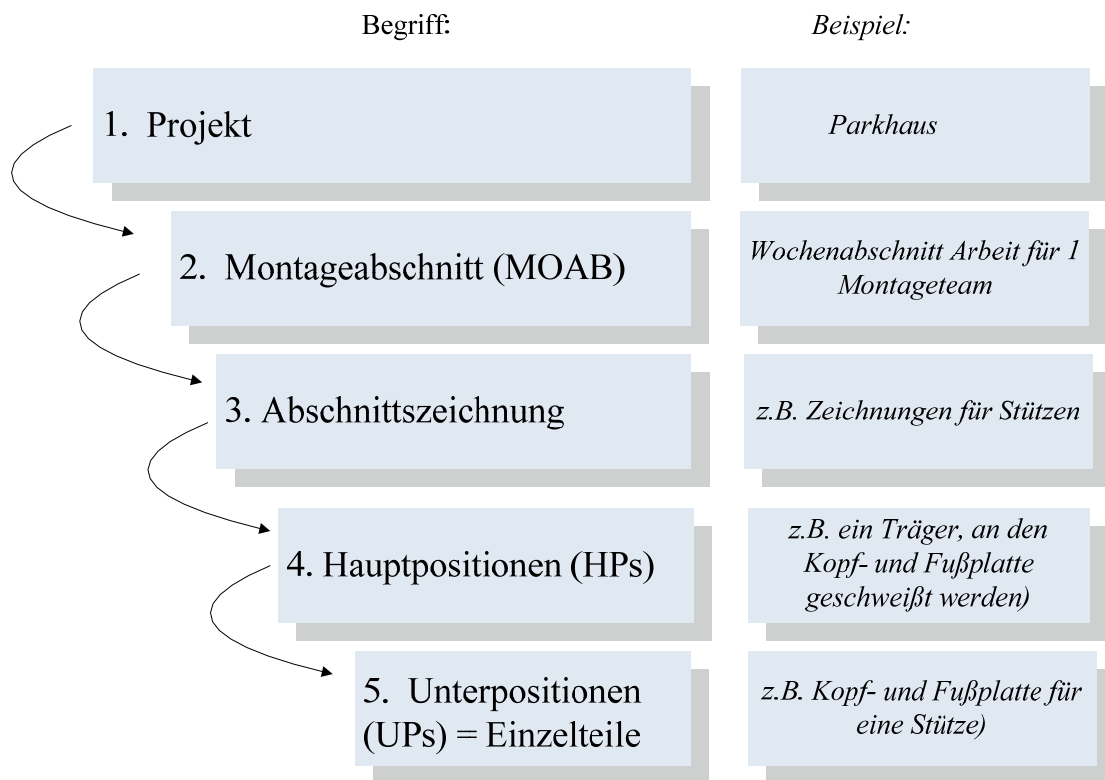 Begriff:
Beispiel:
1. Projekt
Parkhaus
2. Montageabschnitt (MOAB)
Wochenabschnitt Arbeit für 1
Montageteam
3. Abschnittszeichnung
z.B. Zeichnungen für Stützen
4. Hauptpositionen (HPs)
z.B. ein Träger, an den
Kopf- und Fußplatte
geschweißt werden)
5. Unterpositionen
(UPs) = Einzelteile
z.B. Kopf- und Fußplatte für
eine Stütze)